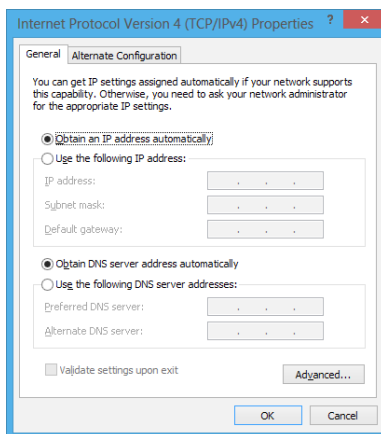 Internet Protocol Version 4 (TCP/IPv4) Properties ? ×
General Alternate Configuration
You can get IP settings assigned automatically if your network supports
this capability. Otherwise, you need to ask your network administrator
for the appropriate IP settings.
Obtain an IP address automatically
Use the following IP address:
IP address: . . .
Subnet mask: . . .
Default gateway: . . .
Obtain DNS server address automatically
Use the following DNS server addresses:
Preferred DNS server: . . .
Alternate DNS server: . . .
Validate settings upon exit
Advanced...
OK Cancel